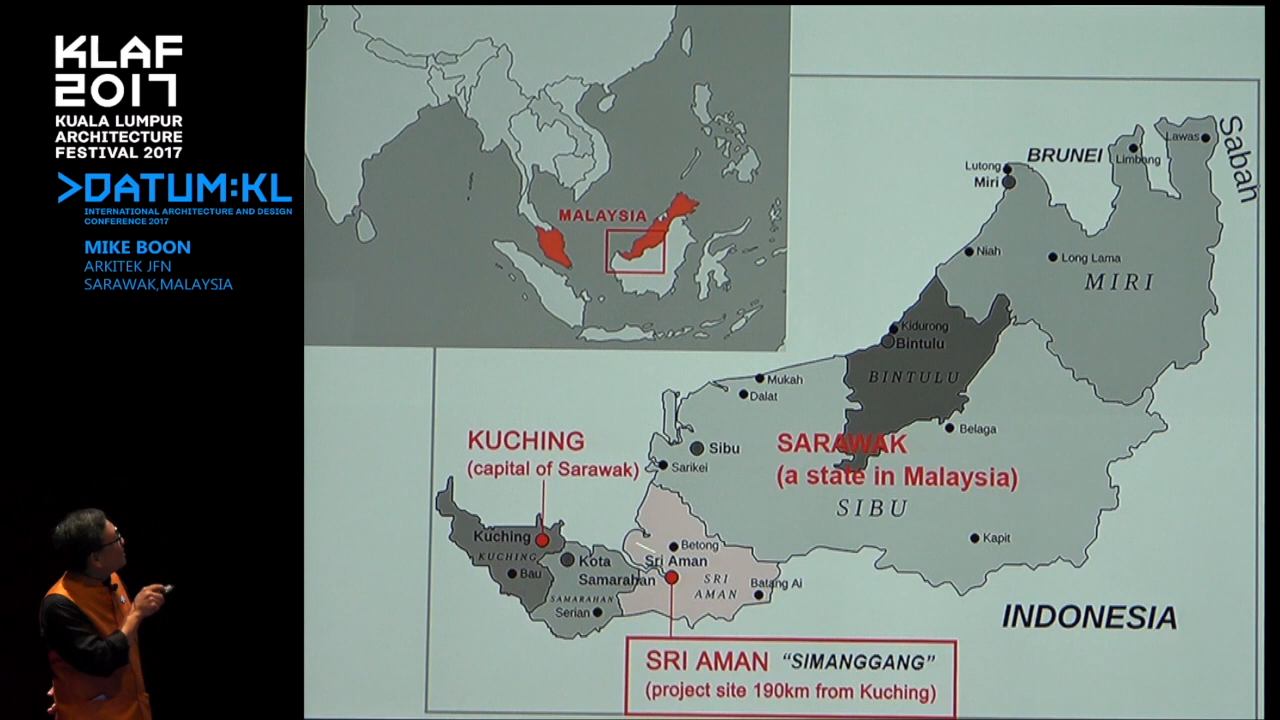 KLAF
2017
KUALA LUMPUR
ARCHITECTURE
FESTIVAL 2017
>DATUM:KL
INTERNATIONAL ARCHITECTURE AND DESIGN
CONFERENCE 2017
MIKE BOON
ARKITEK JFN
SARAWAK,MALAYSIA
MALAYSIA
Sabah
Lawas
BRUNEI
Limbang
Lutong
Miri
Niah
Long Lama
MIRI
Kidurong
Bintulu
BINTULU
Mukah
Dalat
Belaga
KUCHING
(capital of Sarawak)
Sibu
Sarikei
SARAWAK
(a state in Malaysia)
SIBU
Kuching
KUCHING
Bau
Kota
Samarahan
SAMARAHAN
Serian
Betong
Sri Aman
SRI
AMAN
Batang Ai
Kapit
INDONESIA
SRI AMAN "SIMANGGANG"
(project site 190km from Kuching)